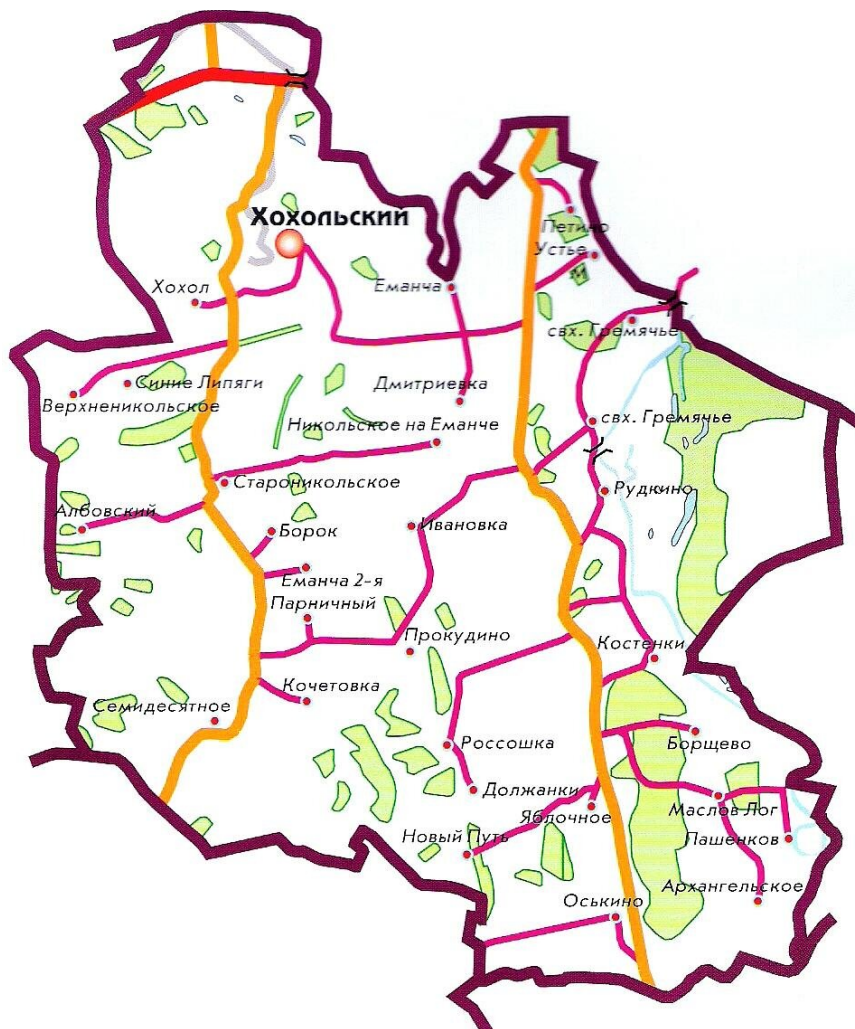 Хохольский
Петино
Устье
Хохол
Еманча
свх. Гремячье
Синие Липяги
Верхненикольское
Дмитриевка
Никольское на Еманче
свх. Гремячье
Староникольское
Рудкино
Албовский
Борок
Ивановка
Еманча 2-я
Парничный
Прокудино
Костенки
Кочетовка
Семидесятное
Россошка
Борщево
Должанки
Яблочное
Маслов Лог
Новый Путь
Пашенков
Архангельское
Оськино